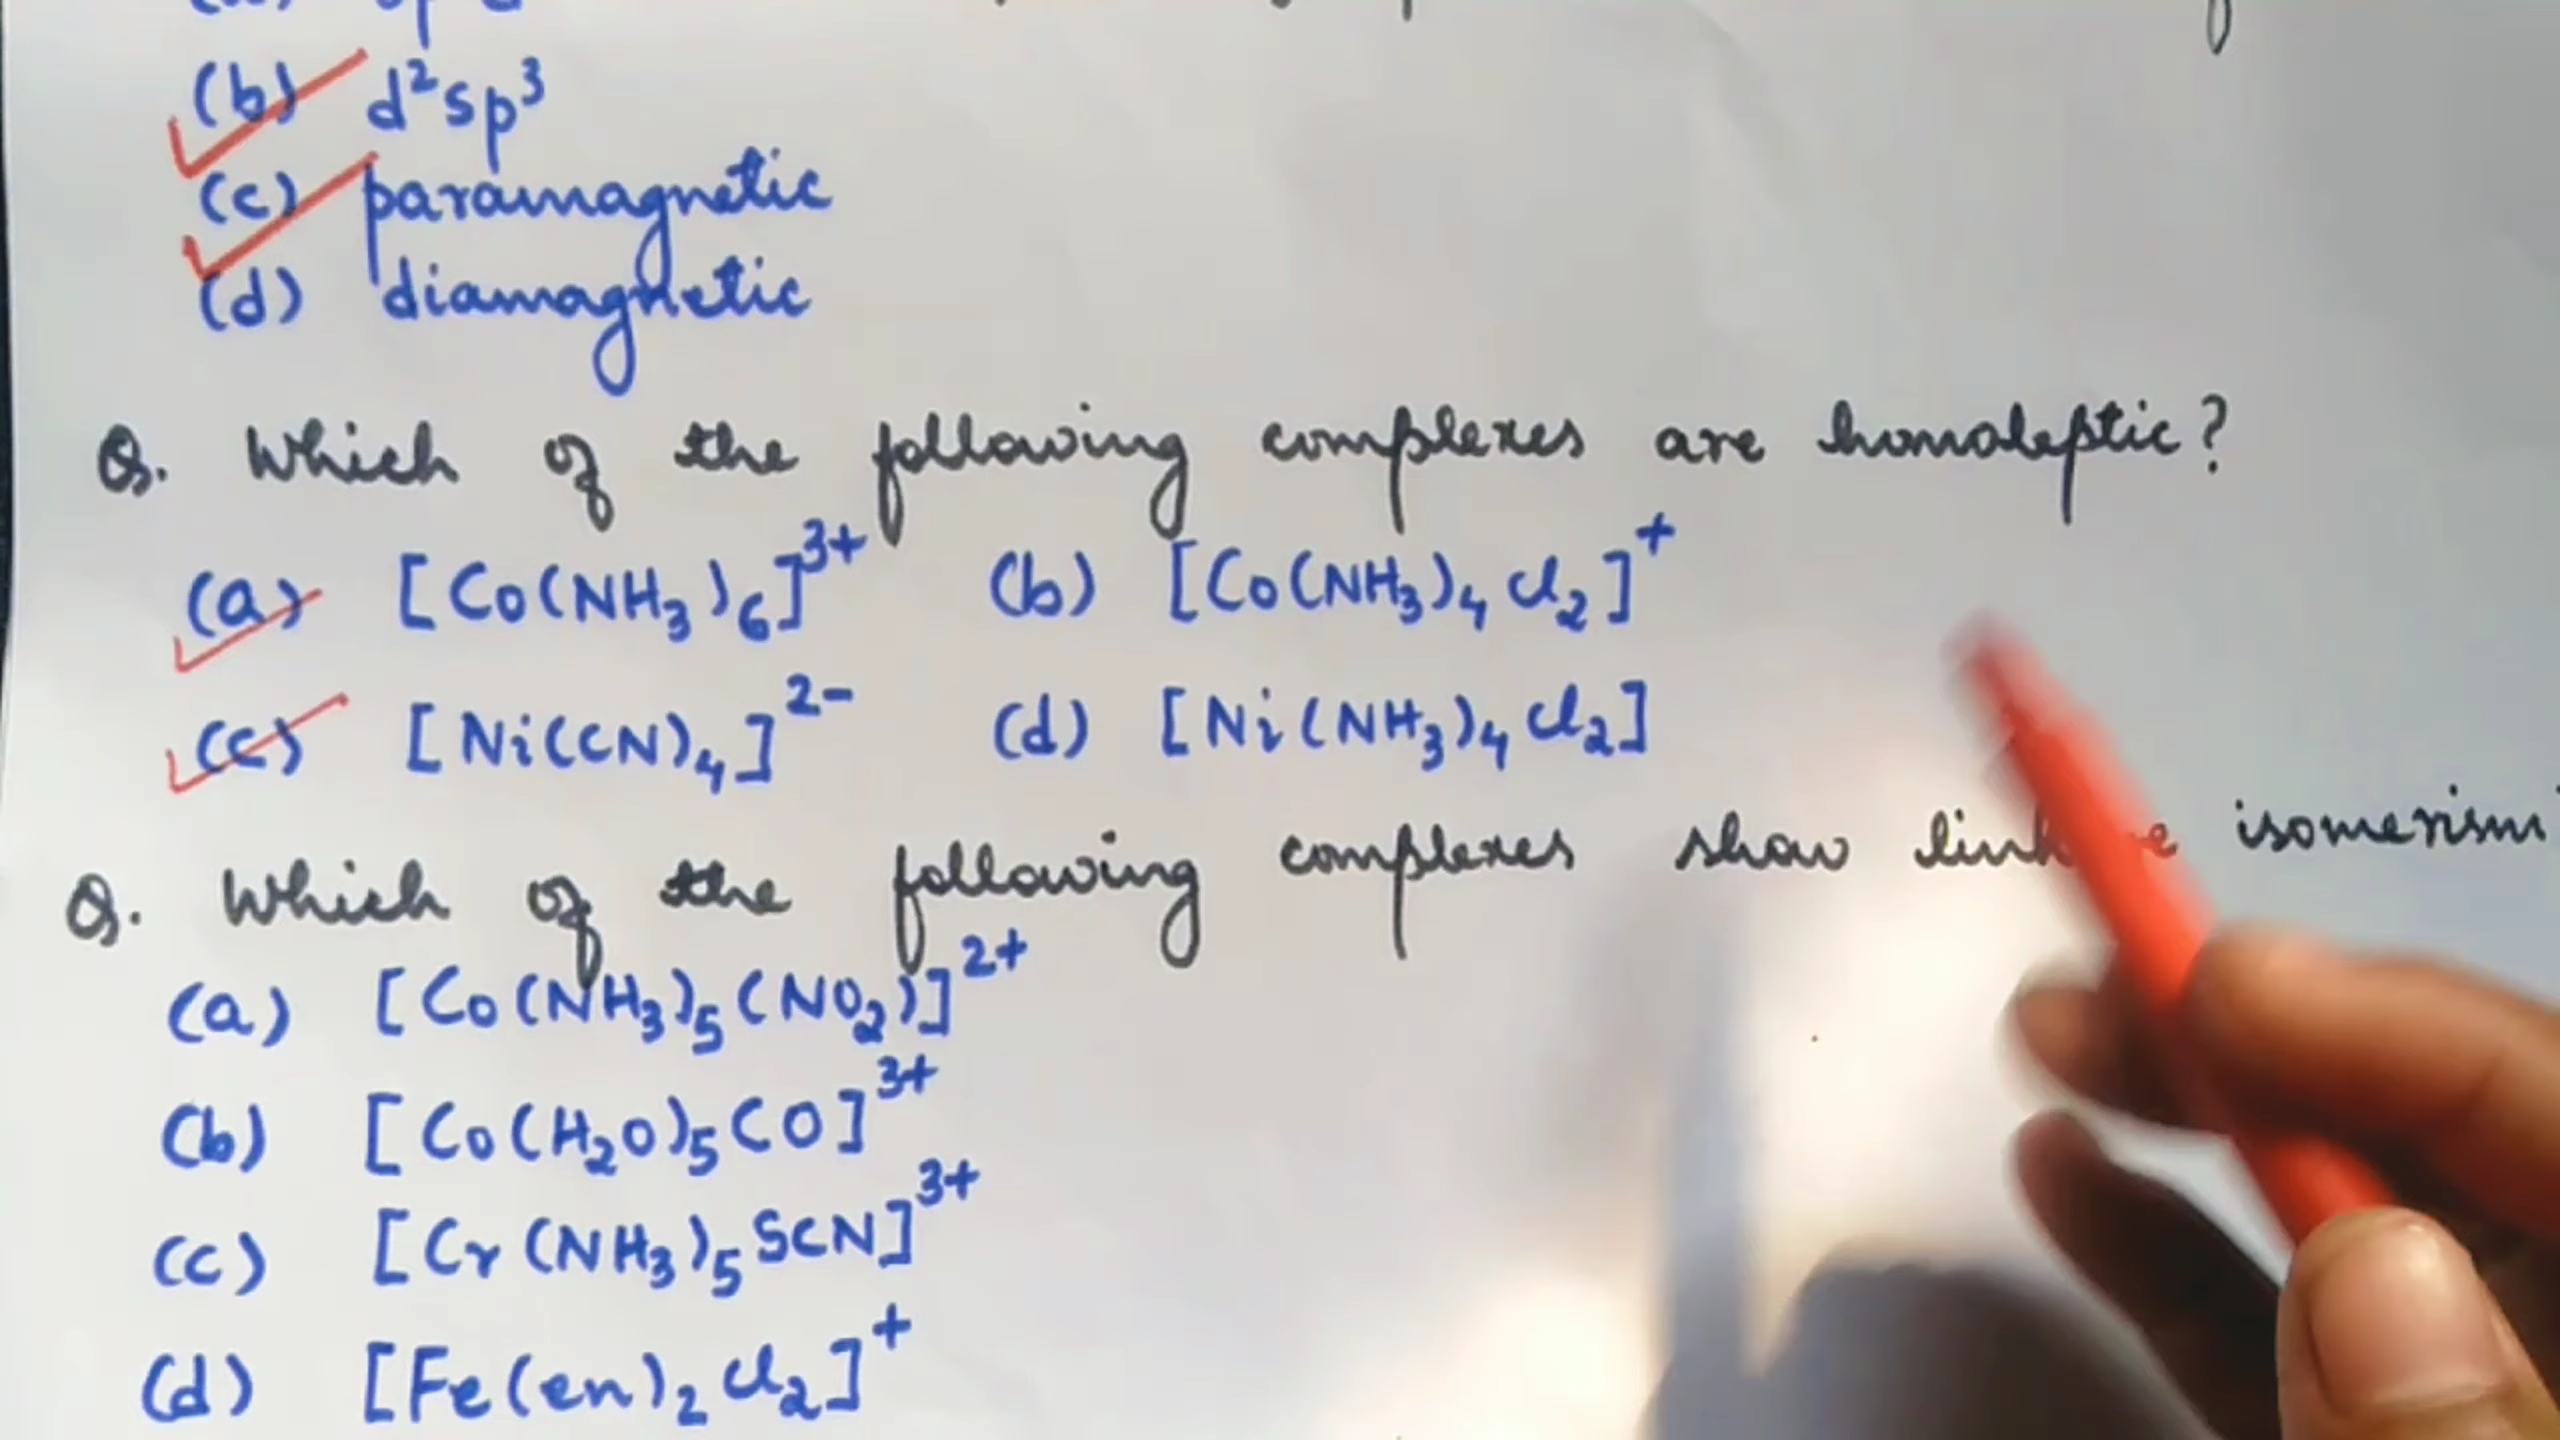 (b) d²sp³
(c) paramagnetic
(d) diamagnetic
Q. Which of the following complexes are homoleptic?
(a) [Co(NH₃)₆]³⁺ (b) [Co(NH₃)₄Cl₂]⁺
(c) [Ni(CN)₄]²⁻ (d) [Ni(NH₃)₄Cl₂]
Q. Which of the following complexes show isomerism
(a) [Co(NH₃)₅(NO₂)]²⁺
(b) [Co(H₂O)₅CO]³⁺
(c) [Cr(NH₃)₅SCN]³⁺
(d) [Fe(en)₂Cl₂]⁺